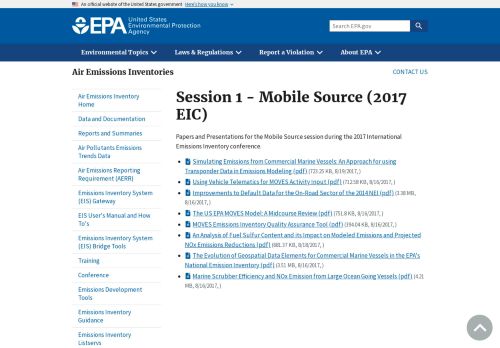 An official website of the United States government Here's how you know
EPA United States
Environmental Protection
Agency
Search EPA.gov
Environmental Topics Laws & Regulations Report a Violation About EPA
Air Emissions Inventories
CONTACT US
Air Emissions Inventory
Home
Data and Documentation
Reports and Summaries
Air Pollutants Emissions
Trends Data
Air Emissions Reporting
Requirement (AERR)
Emissions Inventory System
(EIS) Gateway
EIS User's Manual and How
To's
Emissions Inventory System
(EIS) Bridge Tools
Training
Conference
Emissions Development
Tools
Emissions Inventory
Guidance
Emissions Inventory
Listservs
Session 1 - Mobile Source (2017
EIC)
Papers and Presentations for the Mobile Source session during the 2017 International
Emissions Inventory conference.
Simulating Emissions from Commercial Marine Vessels: An Approach for using
Transponder Data in Emissions Modeling (pdf) (723.25 KB, 8/19/2017, )
Using Vehicle Telematics for MOVES Activity Input (pdf) (712.58 KB, 8/16/2017, )
Improvements to Default Data for the On-Road Sector of the 2014 NEI (pdf) (3.38 MB,
8/16/2017, )
The US EPA MOVES Model: A Midcourse Review (pdf) (751.8 KB, 8/16/2017, )
MOVES Emissions Inventory Quality Assurance Tool (pdf) (194.04 KB, 8/16/2017, )
An Analysis of Fuel Sulfur Content and its Impact on Modeled Emissions and Projected
NOx Emissions Reductions (pdf) (981.37 KB, 8/18/2017, )
The Evolution of Geospatial Data Elements for Commercial Marine Vessels in the EPA's
National Emission Inventory (pdf) (3.51 MB, 8/16/2017, )
Marine Scrubber Efficiency and NOx Emission from Large Ocean Going Vessels (pdf) (4.21
MB, 8/16/2017, )